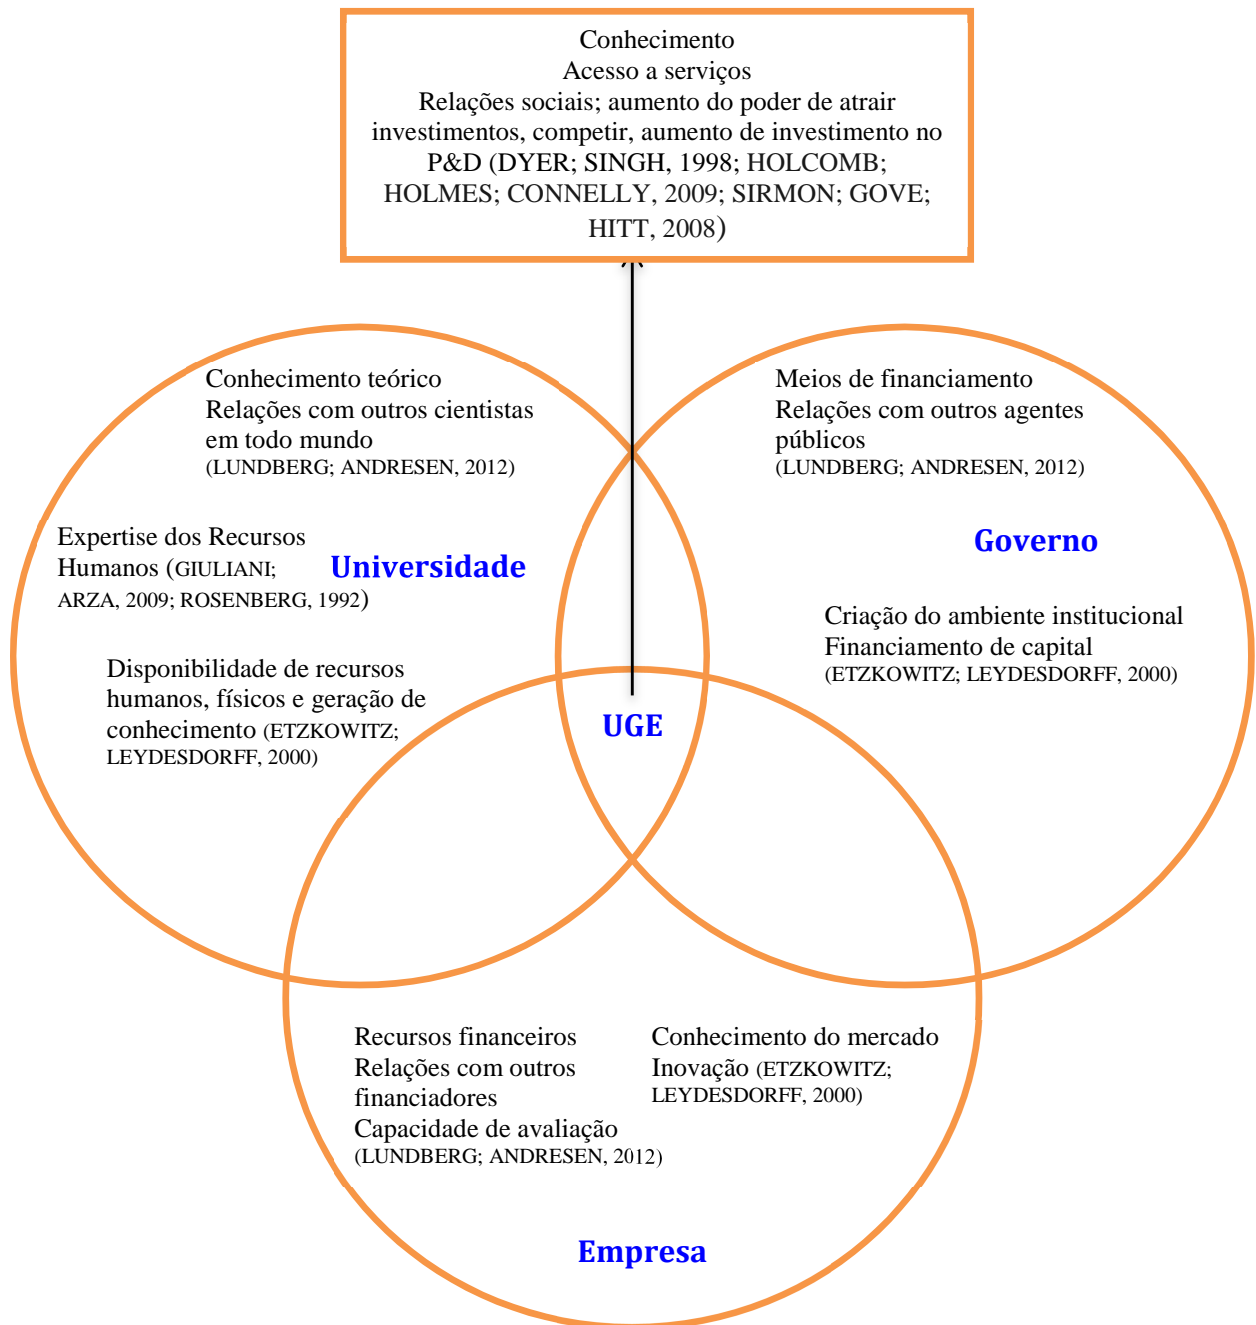 Conhecimento
Acesso a serviços
Relações sociais; aumento do poder de atrair
investimentos, competir, aumento de investimento no
P&D (DYER; SINGH, 1998; HOLCOMB;
HOLMES; CONNELLY, 2009; SIRMON; GOVE;
HITT, 2008)
Conhecimento teórico
Relações com outros cientistas
em todo mundo
(LUNDBERG; ANDRESEN, 2012)
Expertise dos Recursos
Humanos (GIULIANI;
ARZA, 2009; ROSENBERG, 1992)
Universidade
Disponibilidade de recursos
humanos, físicos e geração de
conhecimento (ETZKOWITZ;
LEYDESDORFF, 2000)
Meios de financiamento
Relações com outros agentes
públicos
(LUNDBERG; ANDRESEN, 2012)
Governo
Criação do ambiente institucional
Financiamento de capital
(ETZKOWITZ; LEYDESDORFF, 2000)
UGE
Recursos financeiros
Relações com outros
financiadores
Capacidade de avaliação
(LUNDBERG; ANDRESEN, 2012)
Conhecimento do mercado
Inovação (ETZKOWITZ;
LEYDESDORFF, 2000)
Empresa